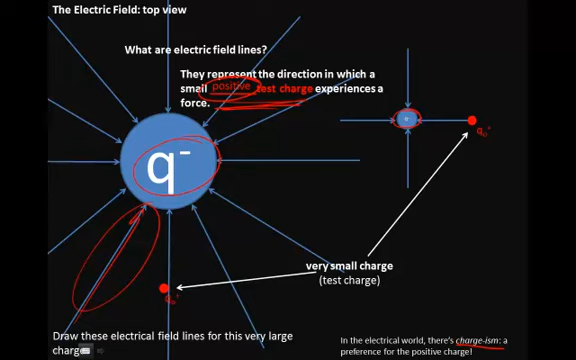 The Electric Field: top view
What are electric field lines?
They represent the direction in which a
small positive test charge experiences a
force.
q⁻
q₀⁺
very small charge
(test charge)
q₀⁺
Draw these electrical field lines for this very large
charge
In the electrical world, there's charge-ism: a
preference for the positive charge!